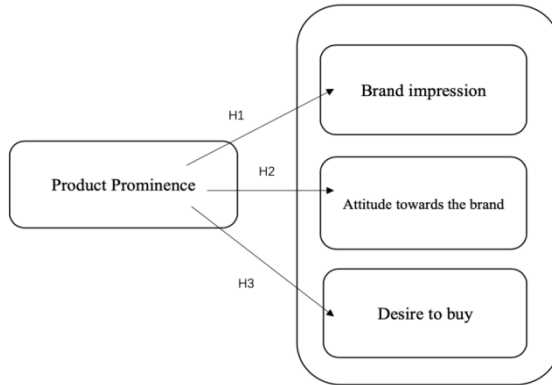 Brand impression
H1
Product Prominence
H2
Attitude towards the brand
H3
Desire to buy